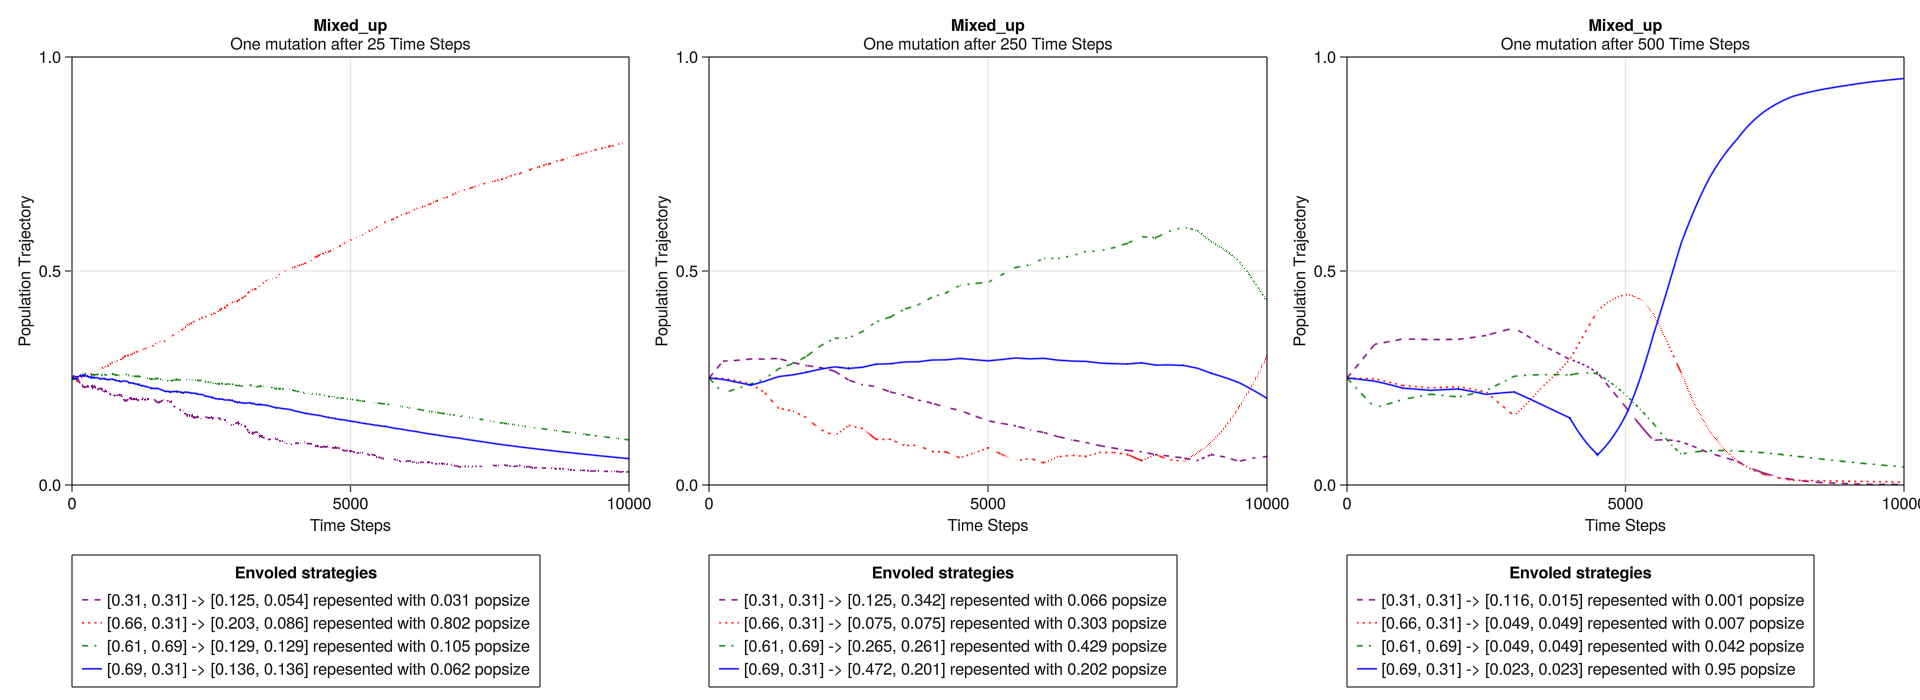 Mixed_up
One mutation after 25 Time Steps
1.0
0.5
0.0
Population Trajectory
0
5000
10000
Time Steps
Envoled strategies
[0.31, 0.31] -> [0.125, 0.054] repesented with 0.031 popsize
[0.66, 0.31] -> [0.203, 0.086] repesented with 0.802 popsize
[0.61, 0.69] -> [0.129, 0.129] repesented with 0.105 popsize
[0.69, 0.31] -> [0.136, 0.136] repesented with 0.062 popsize
Mixed_up
One mutation after 250 Time Steps
1.0
0.5
0.0
Population Trajectory
0
5000
10000
Time Steps
Envoled strategies
[0.31, 0.31] -> [0.125, 0.342] repesented with 0.066 popsize
[0.66, 0.31] -> [0.075, 0.075] repesented with 0.303 popsize
[0.61, 0.69] -> [0.265, 0.261] repesented with 0.429 popsize
[0.69, 0.31] -> [0.472, 0.201] repesented with 0.202 popsize
Mixed_up
One mutation after 500 Time Steps
1.0
0.5
0.0
Population Trajectory
0
5000
10000
Time Steps
Envoled strategies
[0.31, 0.31] -> [0.116, 0.015] repesented with 0.001 popsize
[0.66, 0.31] -> [0.049, 0.049] repesented with 0.007 popsize
[0.61, 0.69] -> [0.049, 0.049] repesented with 0.042 popsize
[0.69, 0.31] -> [0.023, 0.023] repesented with 0.95 popsize